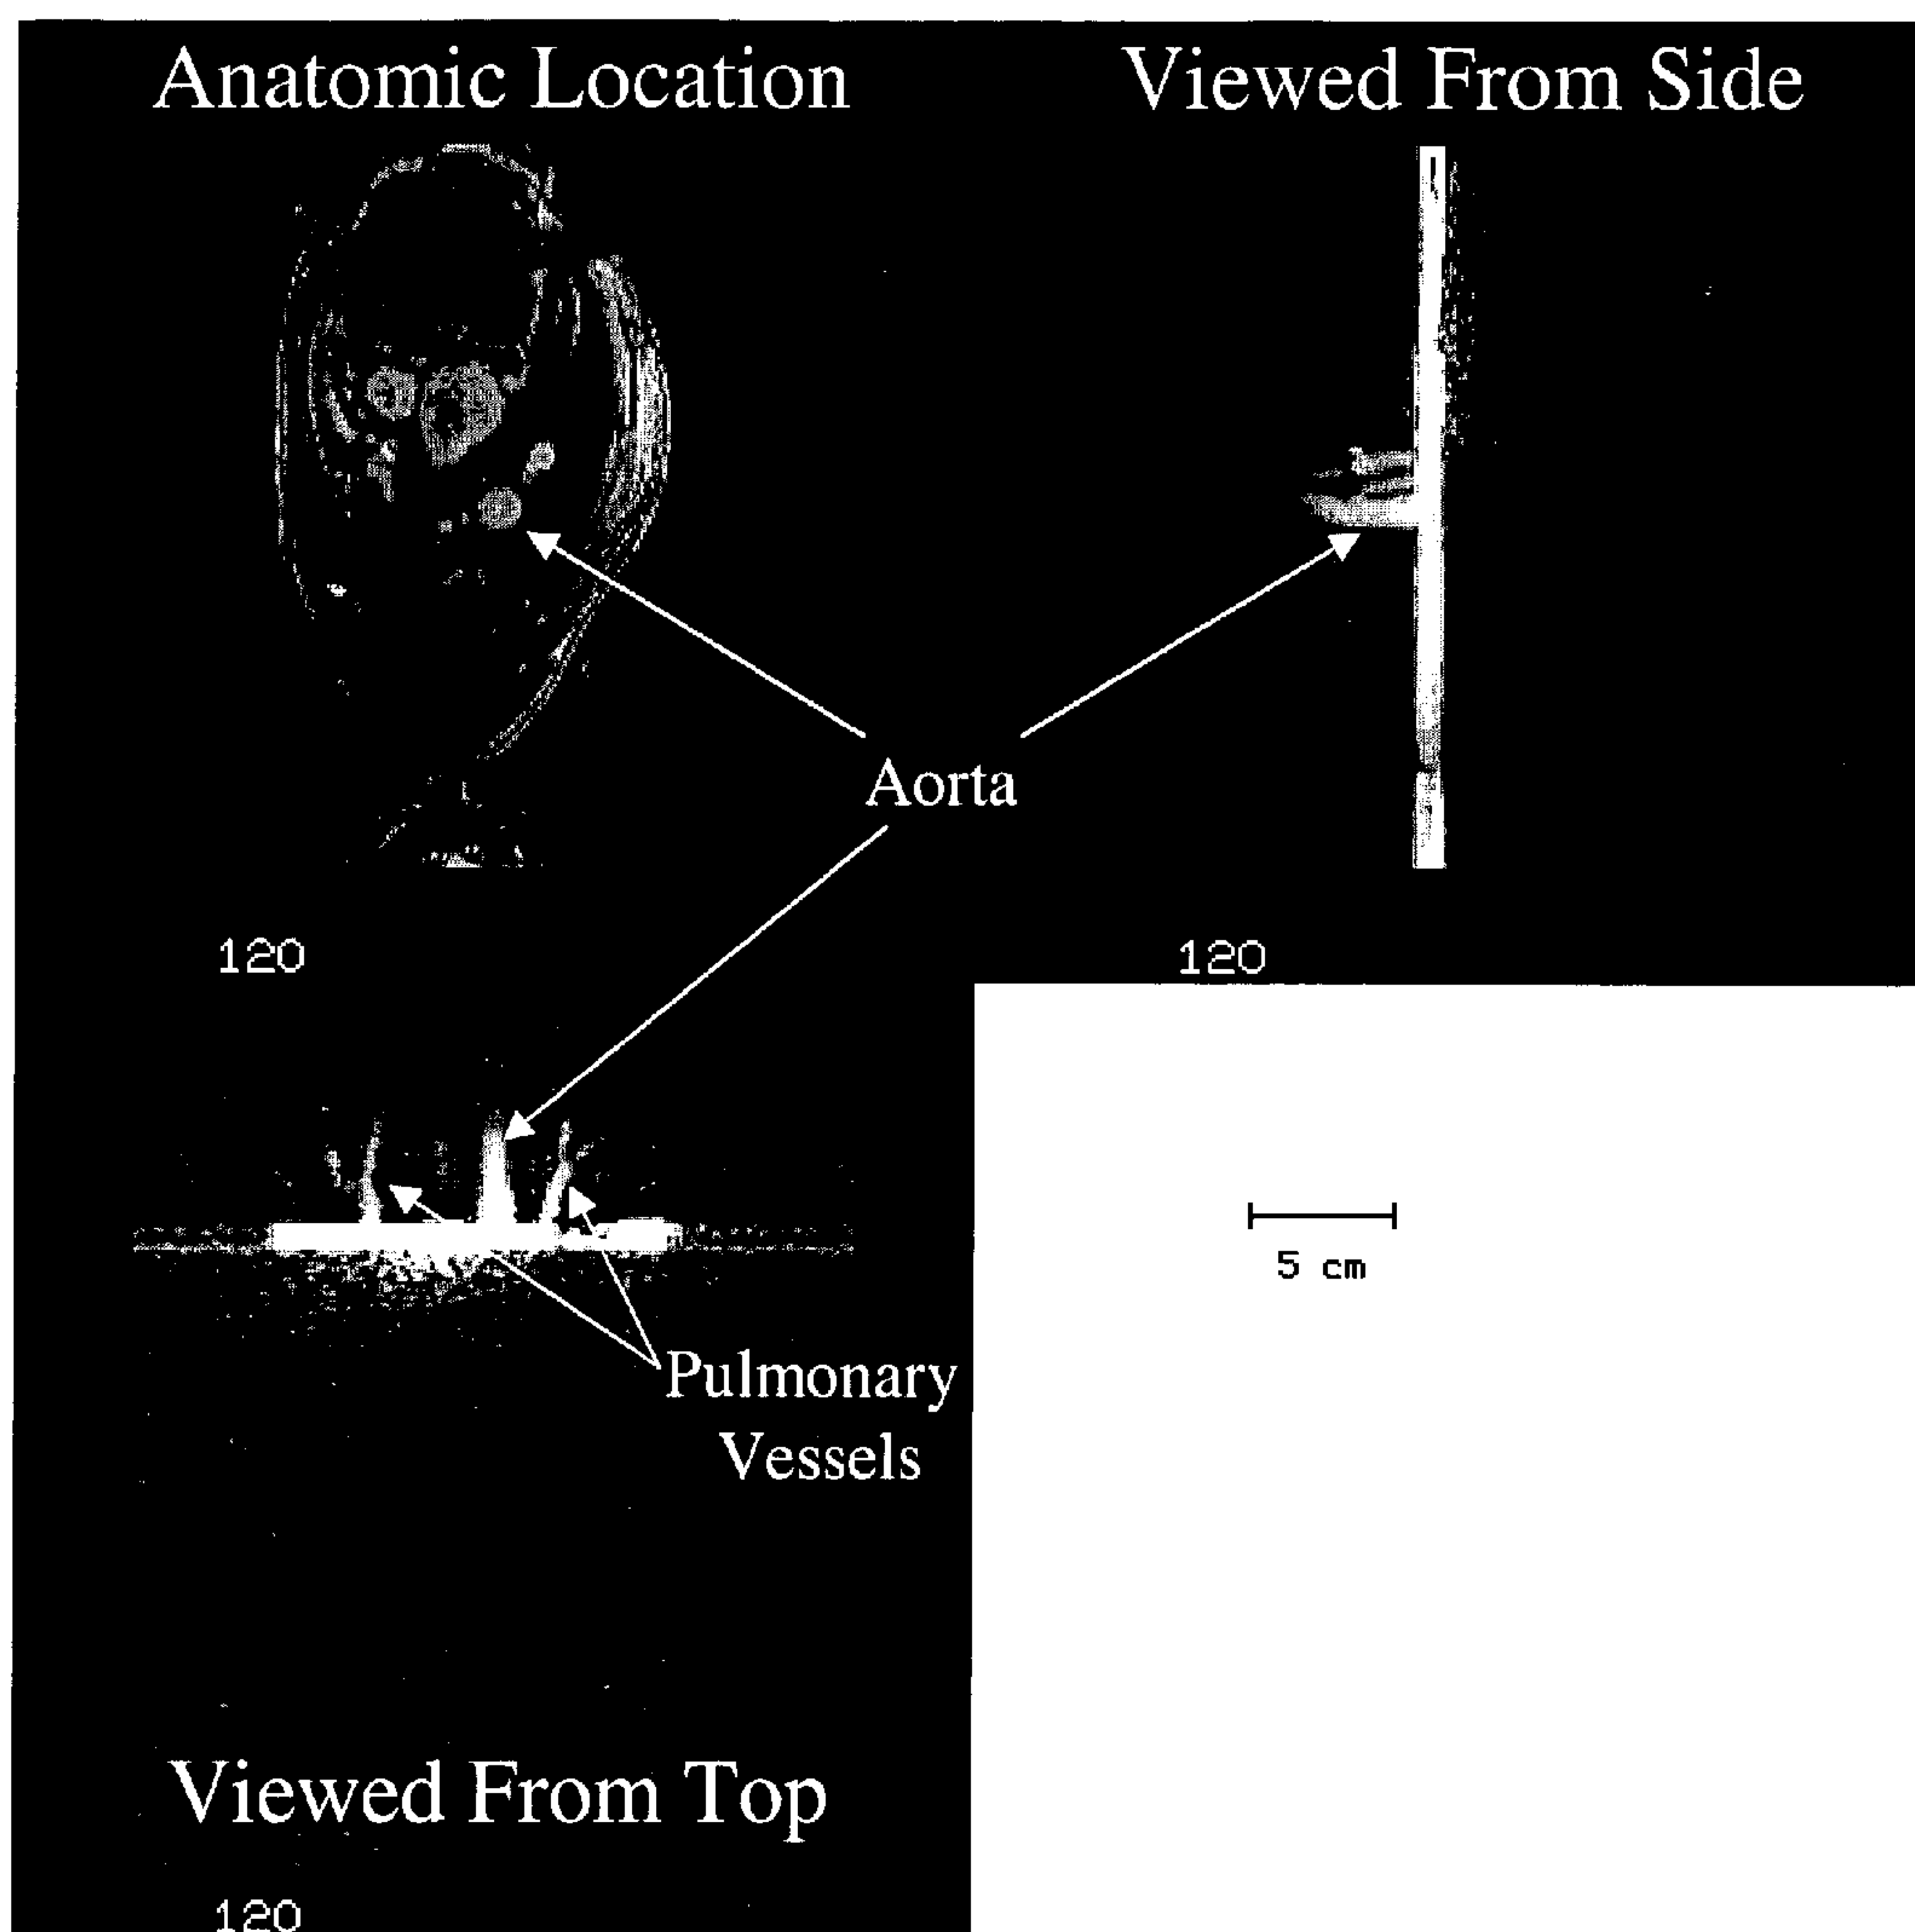 Anatomic Location
Viewed From Side
Aorta
120
120
5 cm
Pulmonary
Vessels
Viewed From Top
120